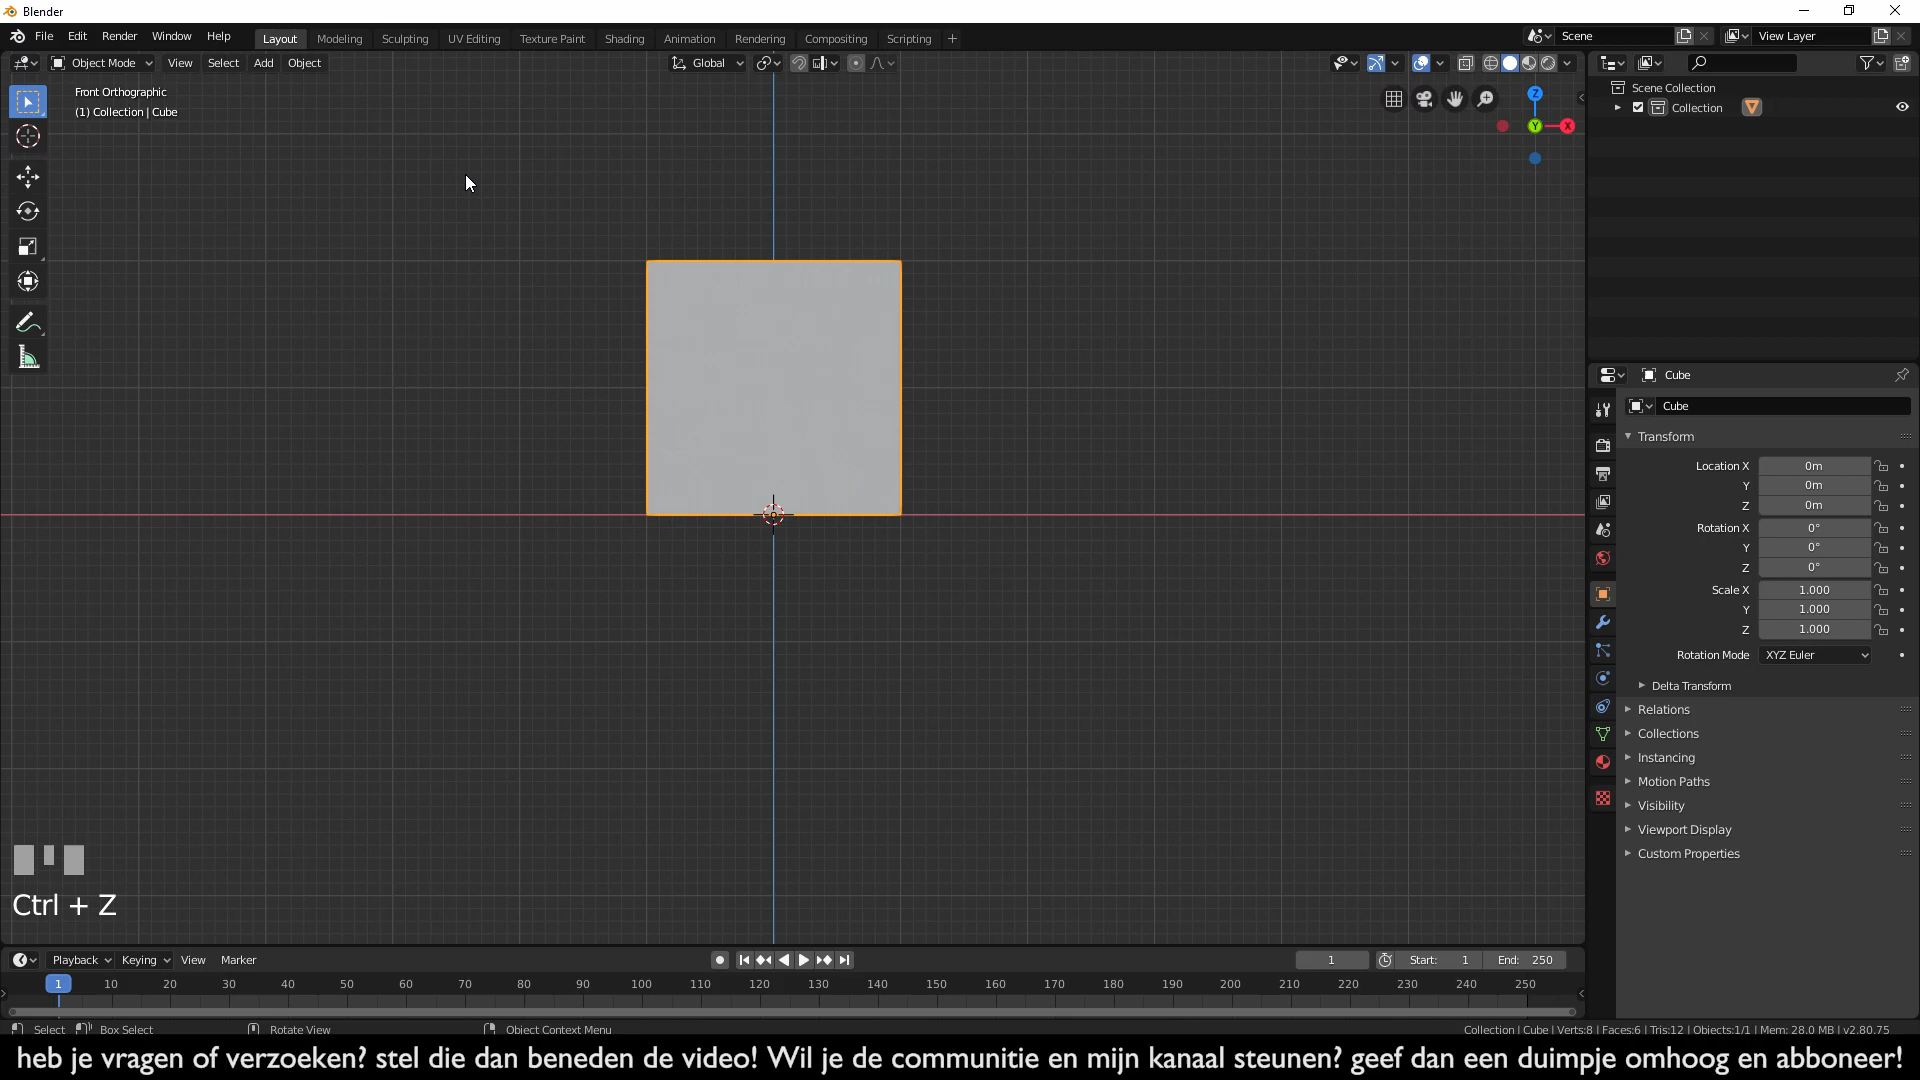 Blender
File Edit Render Window Help
Layout Modeling Sculpting UV Editing Texture Paint Shading Animation Rendering Compositing Scripting +
Scene
View Layer
Object Mode View Select Add Object
Global
Front Orthographic
(1) Collection | Cube
Z
Y
X
Scene Collection
Collection
Cube
Cube
Transform
Location X 0m
Y 0m
Z 0m
Rotation X 0°
Y 0°
Z 0°
Scale X 1.000
Y 1.000
Z 1.000
Rotation Mode XYZ Euler
Delta Transform
Relations
Collections
Instancing
Motion Paths
Visibility
Viewport Display
Custom Properties
Ctrl + Z
Playback Keying View Marker
1 Start: 1 End: 250
1 10 20 30 40 50 60 70 80 90 100 110 120 130 140 150 160 170 180 190 200 210 220 230 240 250
Select Box Select Rotate View Object Context Menu
Collection | Cube | Verts:8 | Faces:6 | Tris:12 | Objects:1/1 | Mem: 28.0 MB | v2.80.75
heb je vragen of verzoeken? stel die dan beneden de video! Wil je de communitie en mijn kanaal steunen? geef dan een duimpje omhoog en abboneer!